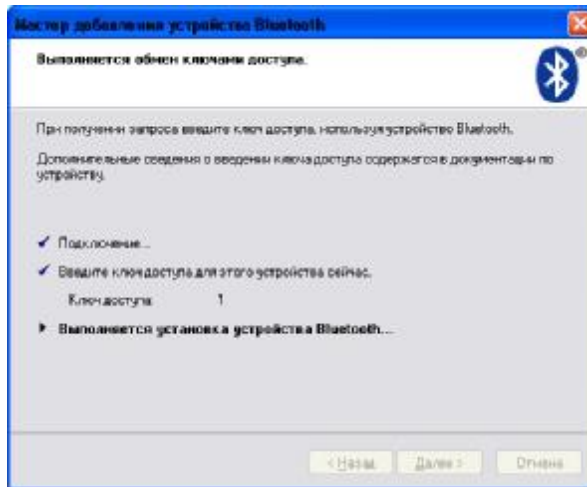 Мастер добавления устройства Bluetooth
Выполняется обмен ключами доступа.
При получении запроса введите ключ доступа, используя устройство Bluetooth.
Дополнительные сведения о введении ключа доступа содержатся в документации по
устройству.
✓ Подключение...
✓ Введите ключ доступа для этого устройства сейчас.
Ключ доступа: 1
Выполняется установка устройства Bluetooth...
< Назад Далее > Отмена